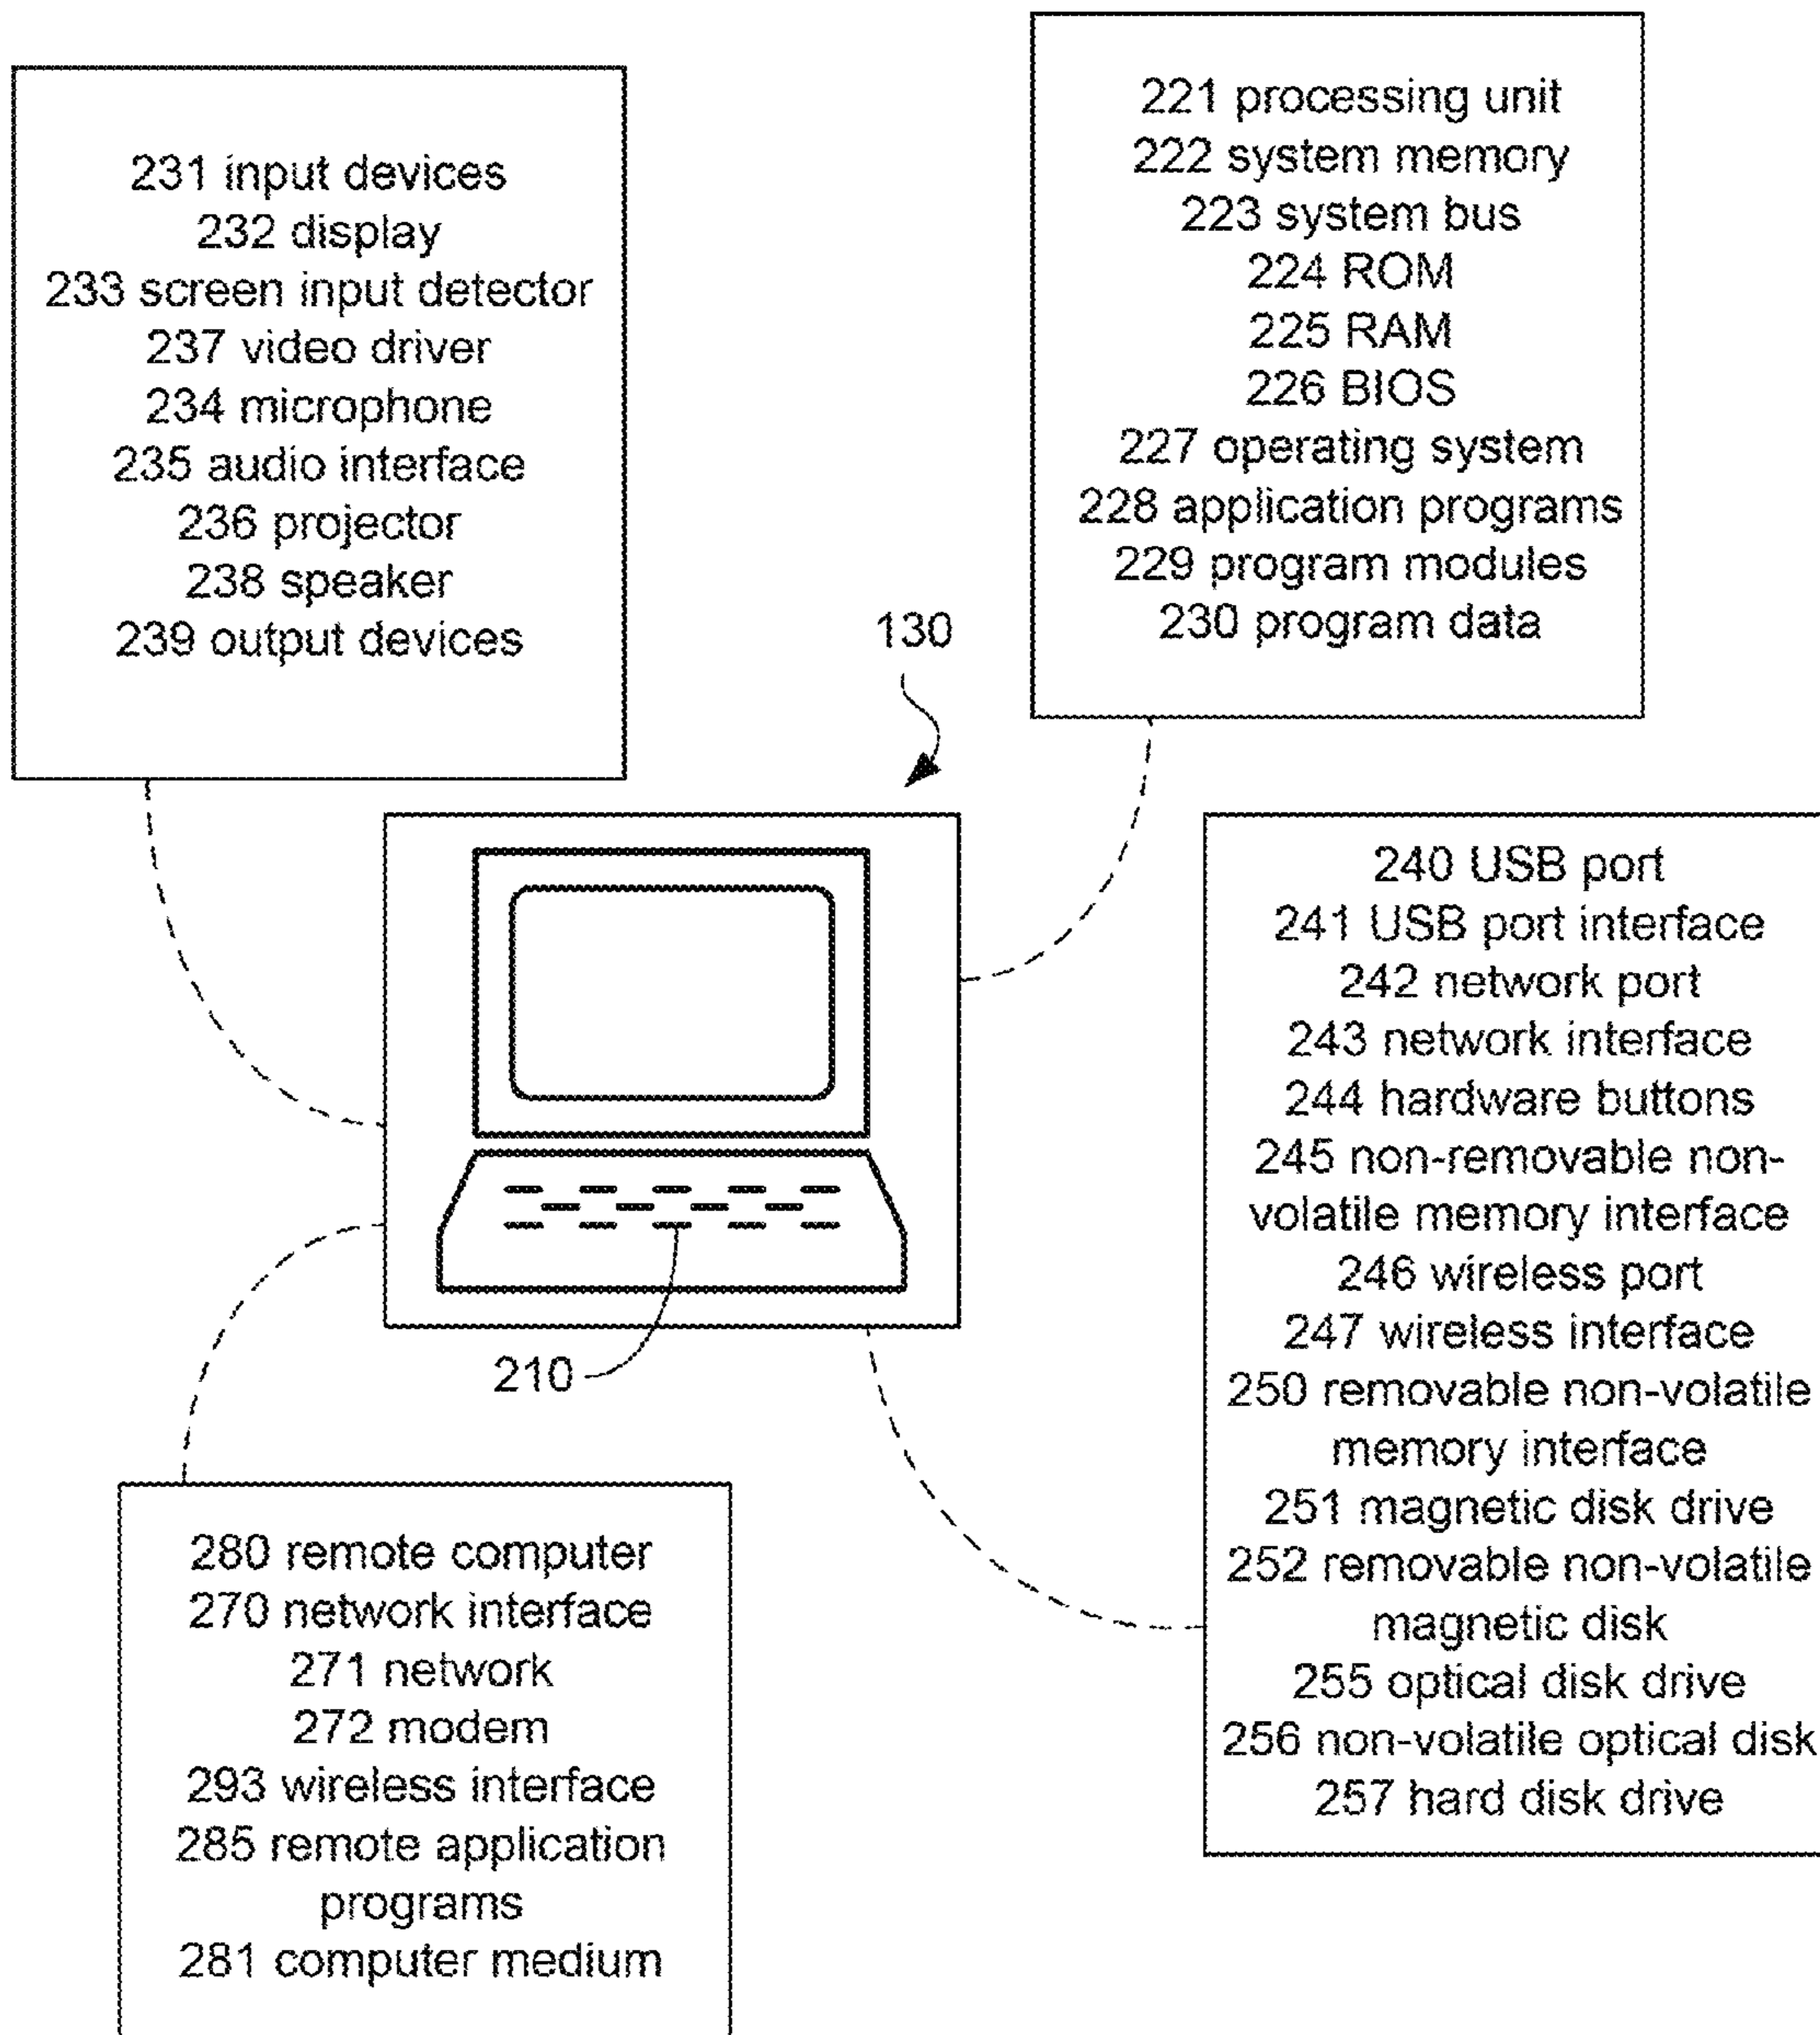 231 input devices
232 display
233 screen input detector
237 video driver
234 microphone
235 audio interface
236 projector
238 speaker
239 output devices
221 processing unit
222 system memory
223 system bus
224 ROM
225 RAM
226 BIOS
227 operating system
228 application programs
229 program modules
230 program data
130
210
240 USB port
241 USB port interface
242 network port
243 network interface
244 hardware buttons
245 non-removable non-
volatile memory interface
246 wireless port
247 wireless interface
250 removable non-volatile
memory interface
251 magnetic disk drive
252 removable non-volatile
magnetic disk
255 optical disk drive
256 non-volatile optical disk
257 hard disk drive
280 remote computer
270 network interface
271 network
272 modem
293 wireless interface
285 remote application
programs
281 computer medium